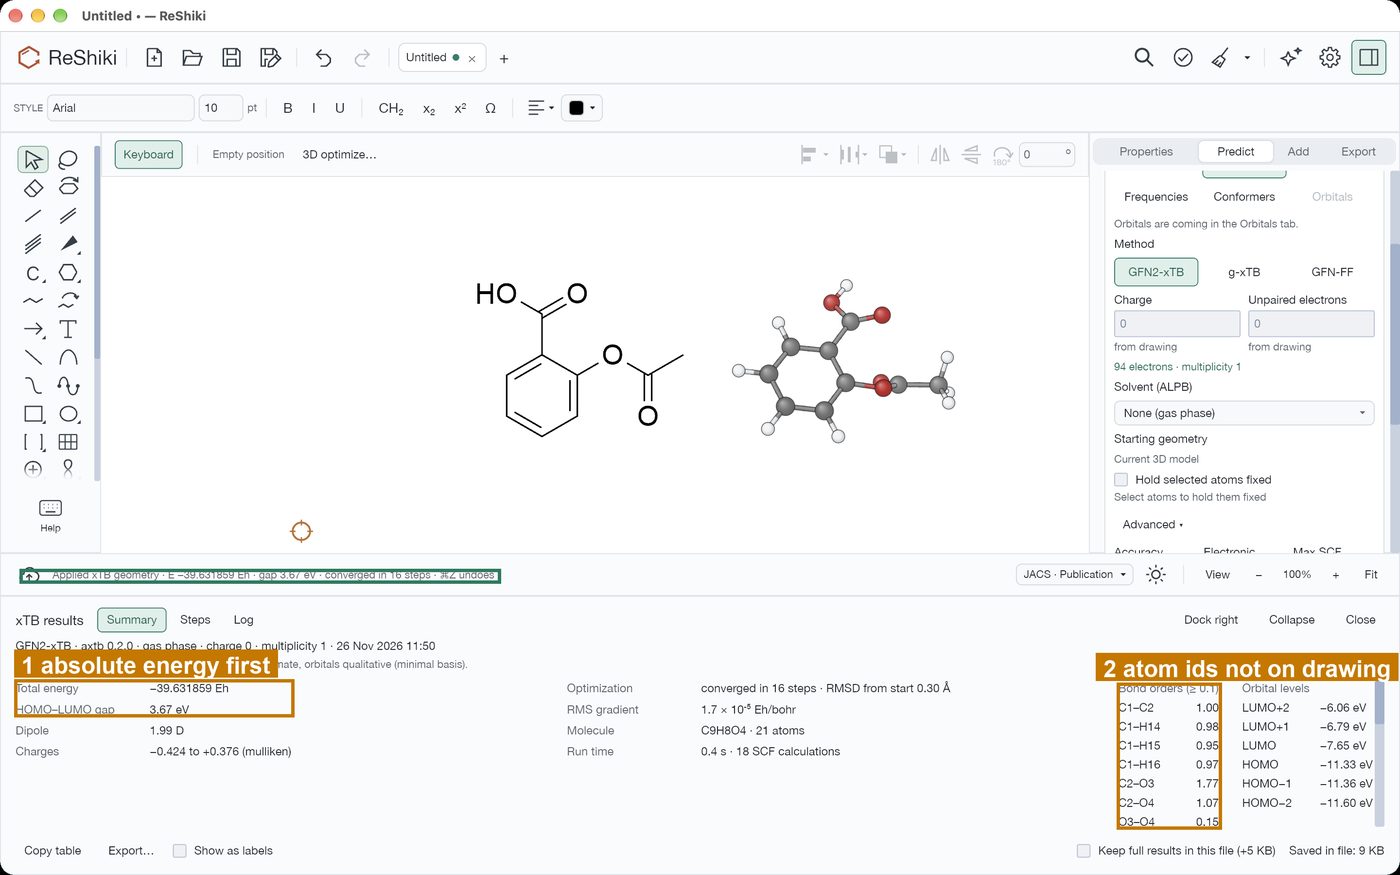 Untitled • — ReShiki
ReShiki
Untitled
STYLE Arial 10 pt B I U CH2 x2 x² Ω
Keyboard Empty position 3D optimize...
180° 0 °
Properties Predict Add Export
Frequencies Conformers Orbitals
Orbitals are coming in the Orbitals tab.
Method
GFN2-xTB g-xTB GFN-FF
Charge Unpaired electrons
0 0
from drawing from drawing
94 electrons · multiplicity 1
Solvent (ALPB)
None (gas phase)
Starting geometry
Current 3D model
Hold selected atoms fixed
Select atoms to hold them fixed
Advanced
Accuracy Electronic Max SCF
C
T
Help
HO O
O
O
Applied xTB geometry · E −39.631859 Eh · gap 3.67 eV · converged in 16 steps · ⌘Z undoes
JACS · Publication View − 100% + Fit
xTB results Summary Steps Log
Dock right Collapse Close
GFN2-xTB · axtb 0.2.0 · gas phase · charge 0 · multiplicity 1 · 26 Nov 2026 11:50
1 absolute energy first
orbitals qualitative (minimal basis).
2 atom ids not on drawing
Total energy −39.631859 Eh
HOMO–LUMO gap 3.67 eV
Dipole 1.99 D
Charges −0.424 to +0.376 (mulliken)
Optimization converged in 16 steps · RMSD from start 0.30 Å
RMS gradient 1.7 × 10⁻⁵ Eh/bohr
Molecule C9H8O4 · 21 atoms
Run time 0.4 s · 18 SCF calculations
Bond orders (≥ 0.1) Orbital levels
C1–C2 1.00 LUMO+2 −6.06 eV
C1–H14 0.98 LUMO+1 −6.79 eV
C1–H15 0.95 LUMO −7.65 eV
C1–H16 0.97 HOMO −11.33 eV
C2–O3 1.77 HOMO−1 −11.36 eV
C2–O4 1.07 HOMO−2 −11.60 eV
O3–O4 0.15
Copy table Export... Show as labels
Keep full results in this file (+5 KB) Saved in file: 9 KB